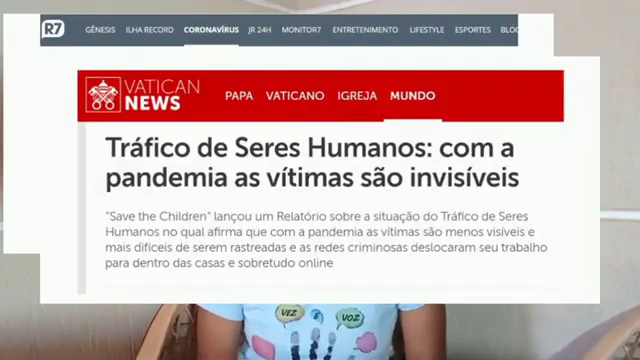 R7 GÊNESIS ILHA RECORD CORONAVÍRUS JR 24H MONITOR7 ENTRETENIMENTO LIFESTYLE ESPORTES BLOG
VATICAN
NEWS
PAPA VATICANO IGREJA MUNDO
Tráfico de Seres Humanos: com a
pandemia as vítimas são invisíveis
“Save the Children” lançou um Relatório sobre a situação do Tráfico de Seres
Humanos no qual afirma que com a pandemia as vítimas são menos visíveis e
mais difíceis de serem rastreadas e as redes criminosas deslocaram seu trabalho
para dentro das casas e sobretudo online
VEZ VOZ